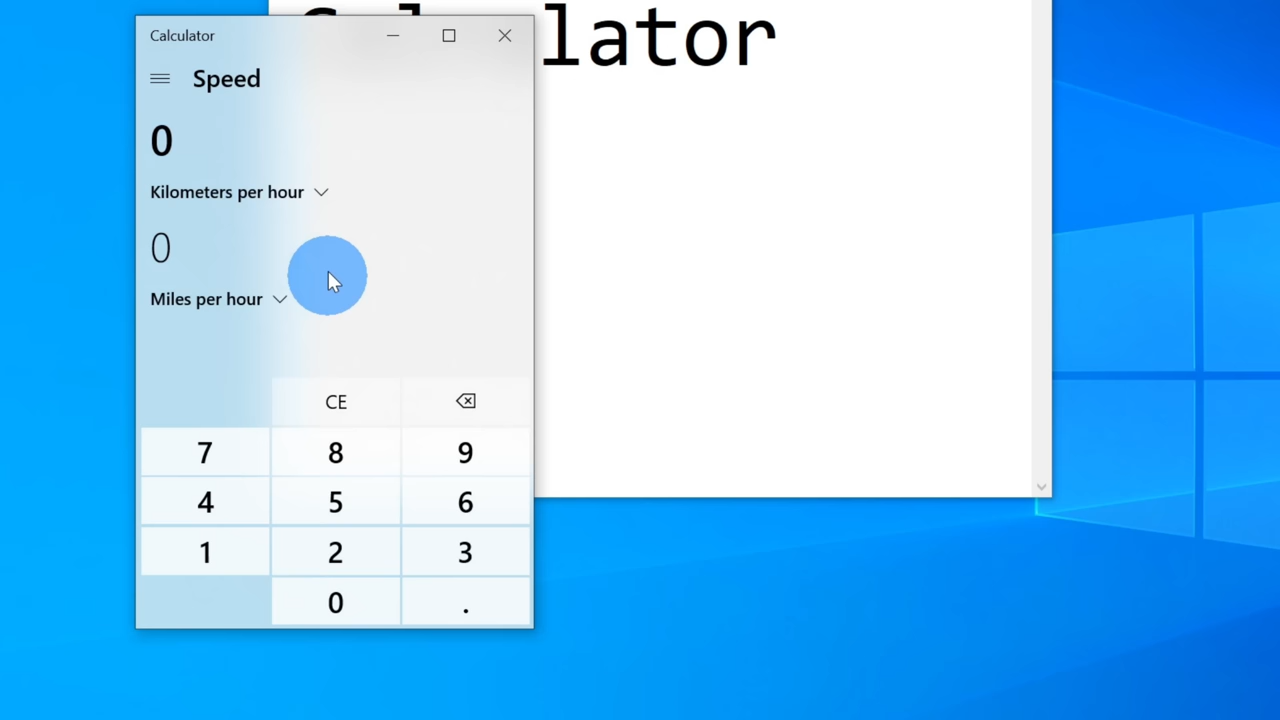 Calculator
lator
Speed
0
Kilometers per hour
0
Miles per hour
CE
7 8 9
4 5 6
1 2 3
0 .